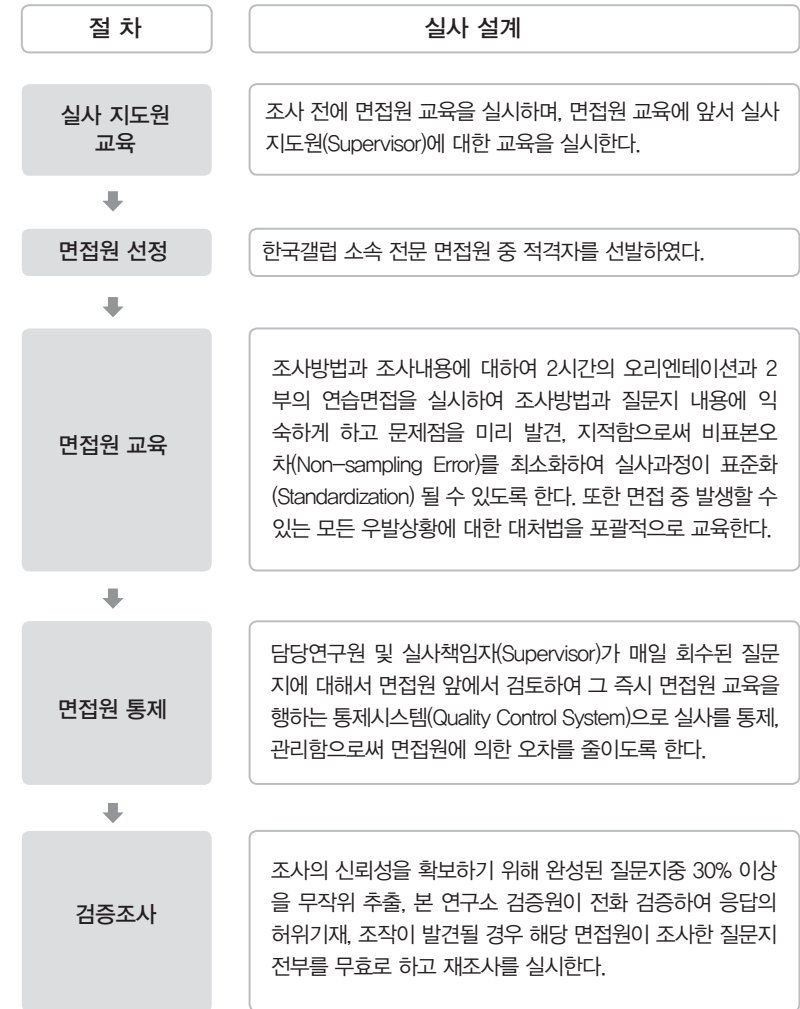 절 차
실사 설계
실사 지도원
교육
조사 전에 면접원 교육을 실시하며, 면접원 교육에 앞서 실사
지도원(Supervisor)에 대한 교육을 실시한다.
면접원 선정
한국갤럽 소속 전문 면접원 중 적격자를 선발하였다.
면접원 교육
조사방법과 조사내용에 대하여 2시간의 오리엔테이션과 2
부의 연습면접을 실시하여 조사방법과 질문지 내용에 익
숙하게 하고 문제점을 미리 발견, 지적함으로써 비표본오
차(Non-sampling Error)를 최소화하여 실사과정이 표준화
(Standardization) 될 수 있도록 한다. 또한 면접 중 발생할 수
있는 모든 우발상황에 대한 대처법을 포괄적으로 교육한다.
면접원 통제
담당연구원 및 실사책임자(Supervisor)가 매일 회수된 질문
지에 대해서 면접원 앞에서 검토하여 그 즉시 면접원 교육을
행하는 통제시스템(Quality Control System)으로 실사를 통제,
관리함으로써 면접원에 의한 오차를 줄이도록 한다.
검증조사
조사의 신뢰성을 확보하기 위해 완성된 질문지중 30% 이상
을 무작위 추출, 본 연구소 검증원이 전화 검증하여 응답의
허위기재, 조작이 발견될 경우 해당 면접원이 조사한 질문지
전부를 무효로 하고 재조사를 실시한다.